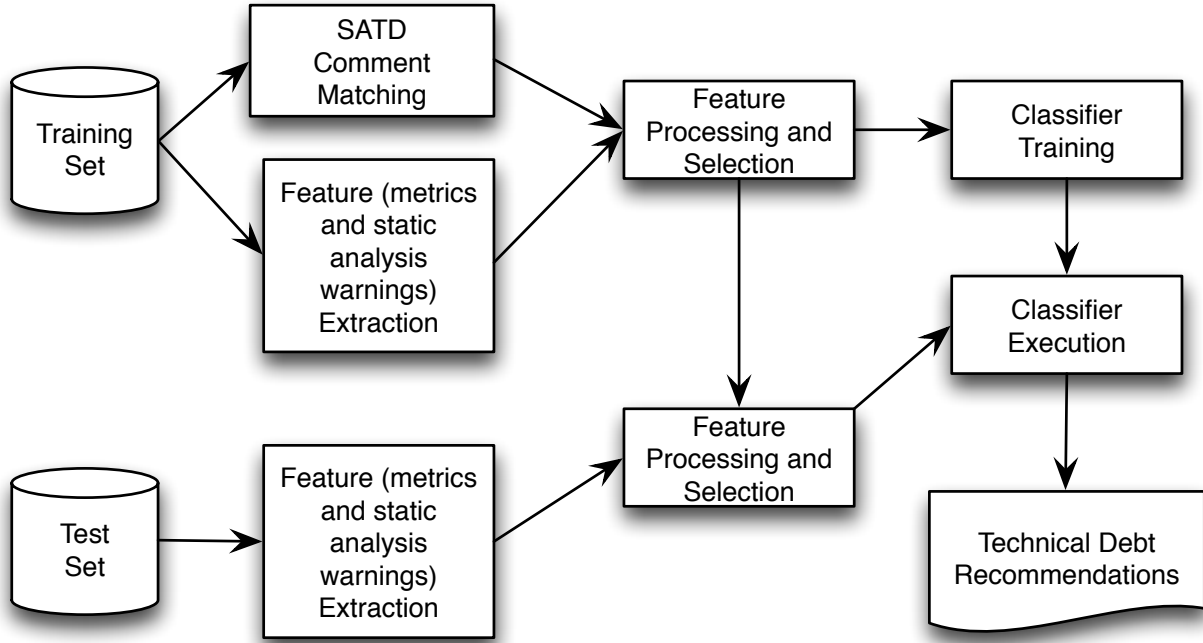 SATD
Comment
Matching
Training
Set
Feature (metrics
and static
analysis
warnings)
Extraction
Feature
Processing and
Selection
Classifier
Training
Classifier
Execution
Test
Set
Feature (metrics
and static
analysis
warnings)
Extraction
Feature
Processing and
Selection
Technical Debt
Recommendations